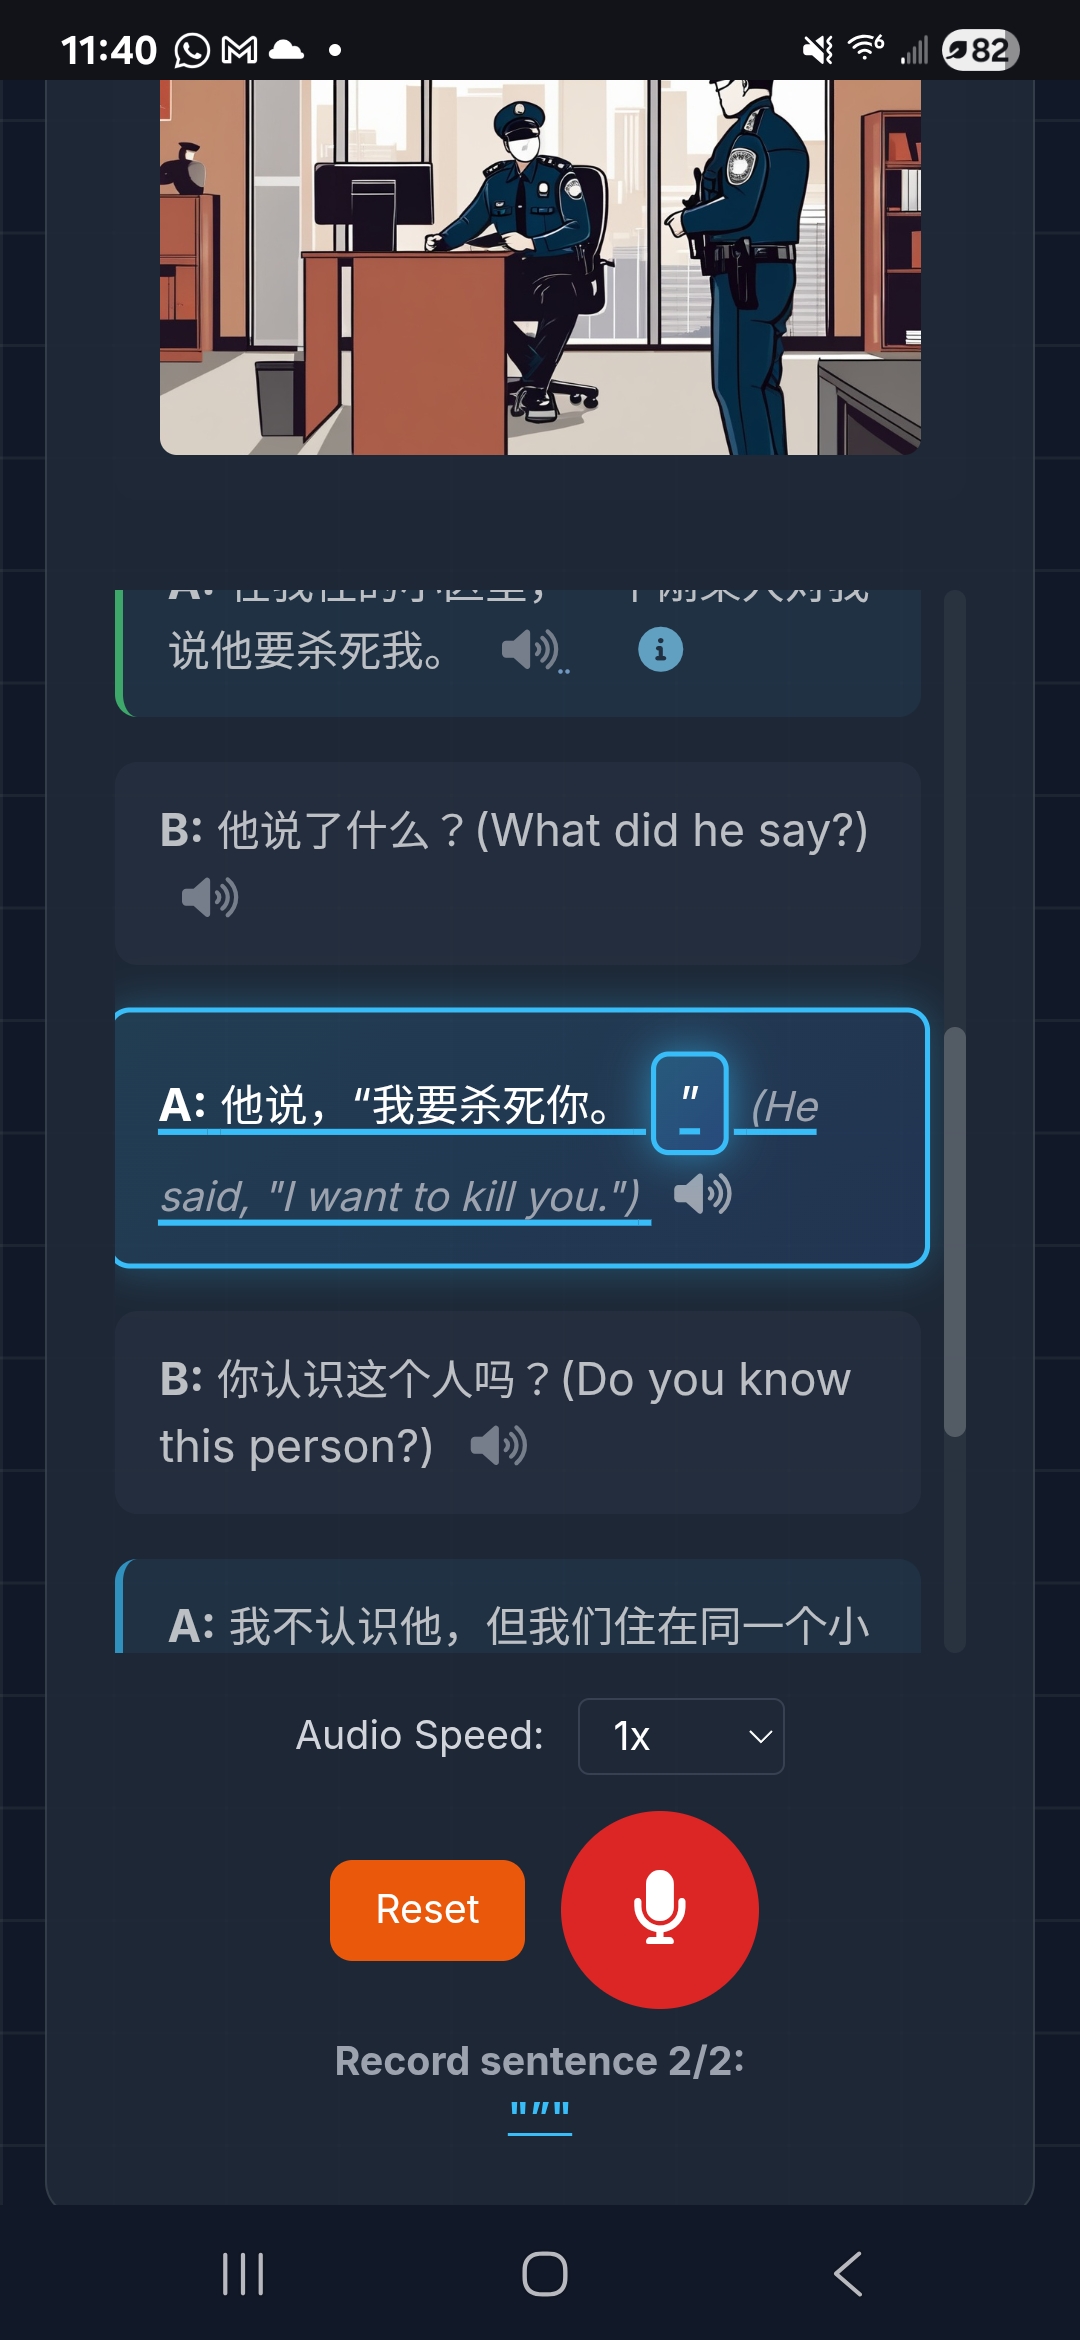 11:40
6
82
说他要杀死我。
B: 他说了什么？(What did he say?)
A: 他说，“我要杀死你。 ” (He
said, "I want to kill you.")
B: 你认识这个人吗？(Do you know
this person?)
A: 我不认识他，但我们住在同一个小
Audio Speed: 1x
Reset
Record sentence 2/2:
"”"